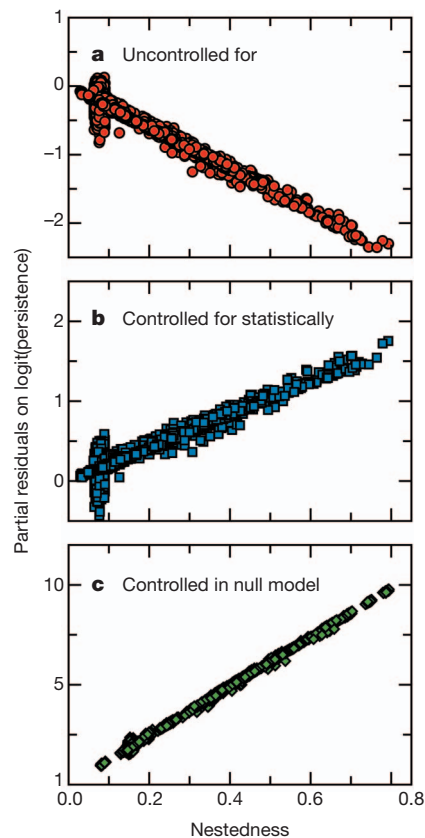 1
a Uncontrolled for
0
−1
−2
2
b Controlled for statistically
1
0
Partial residuals on logit(persistence)
10
c Controlled in null model
5
1
0.0 0.2 0.4 0.6 0.8
Nestedness